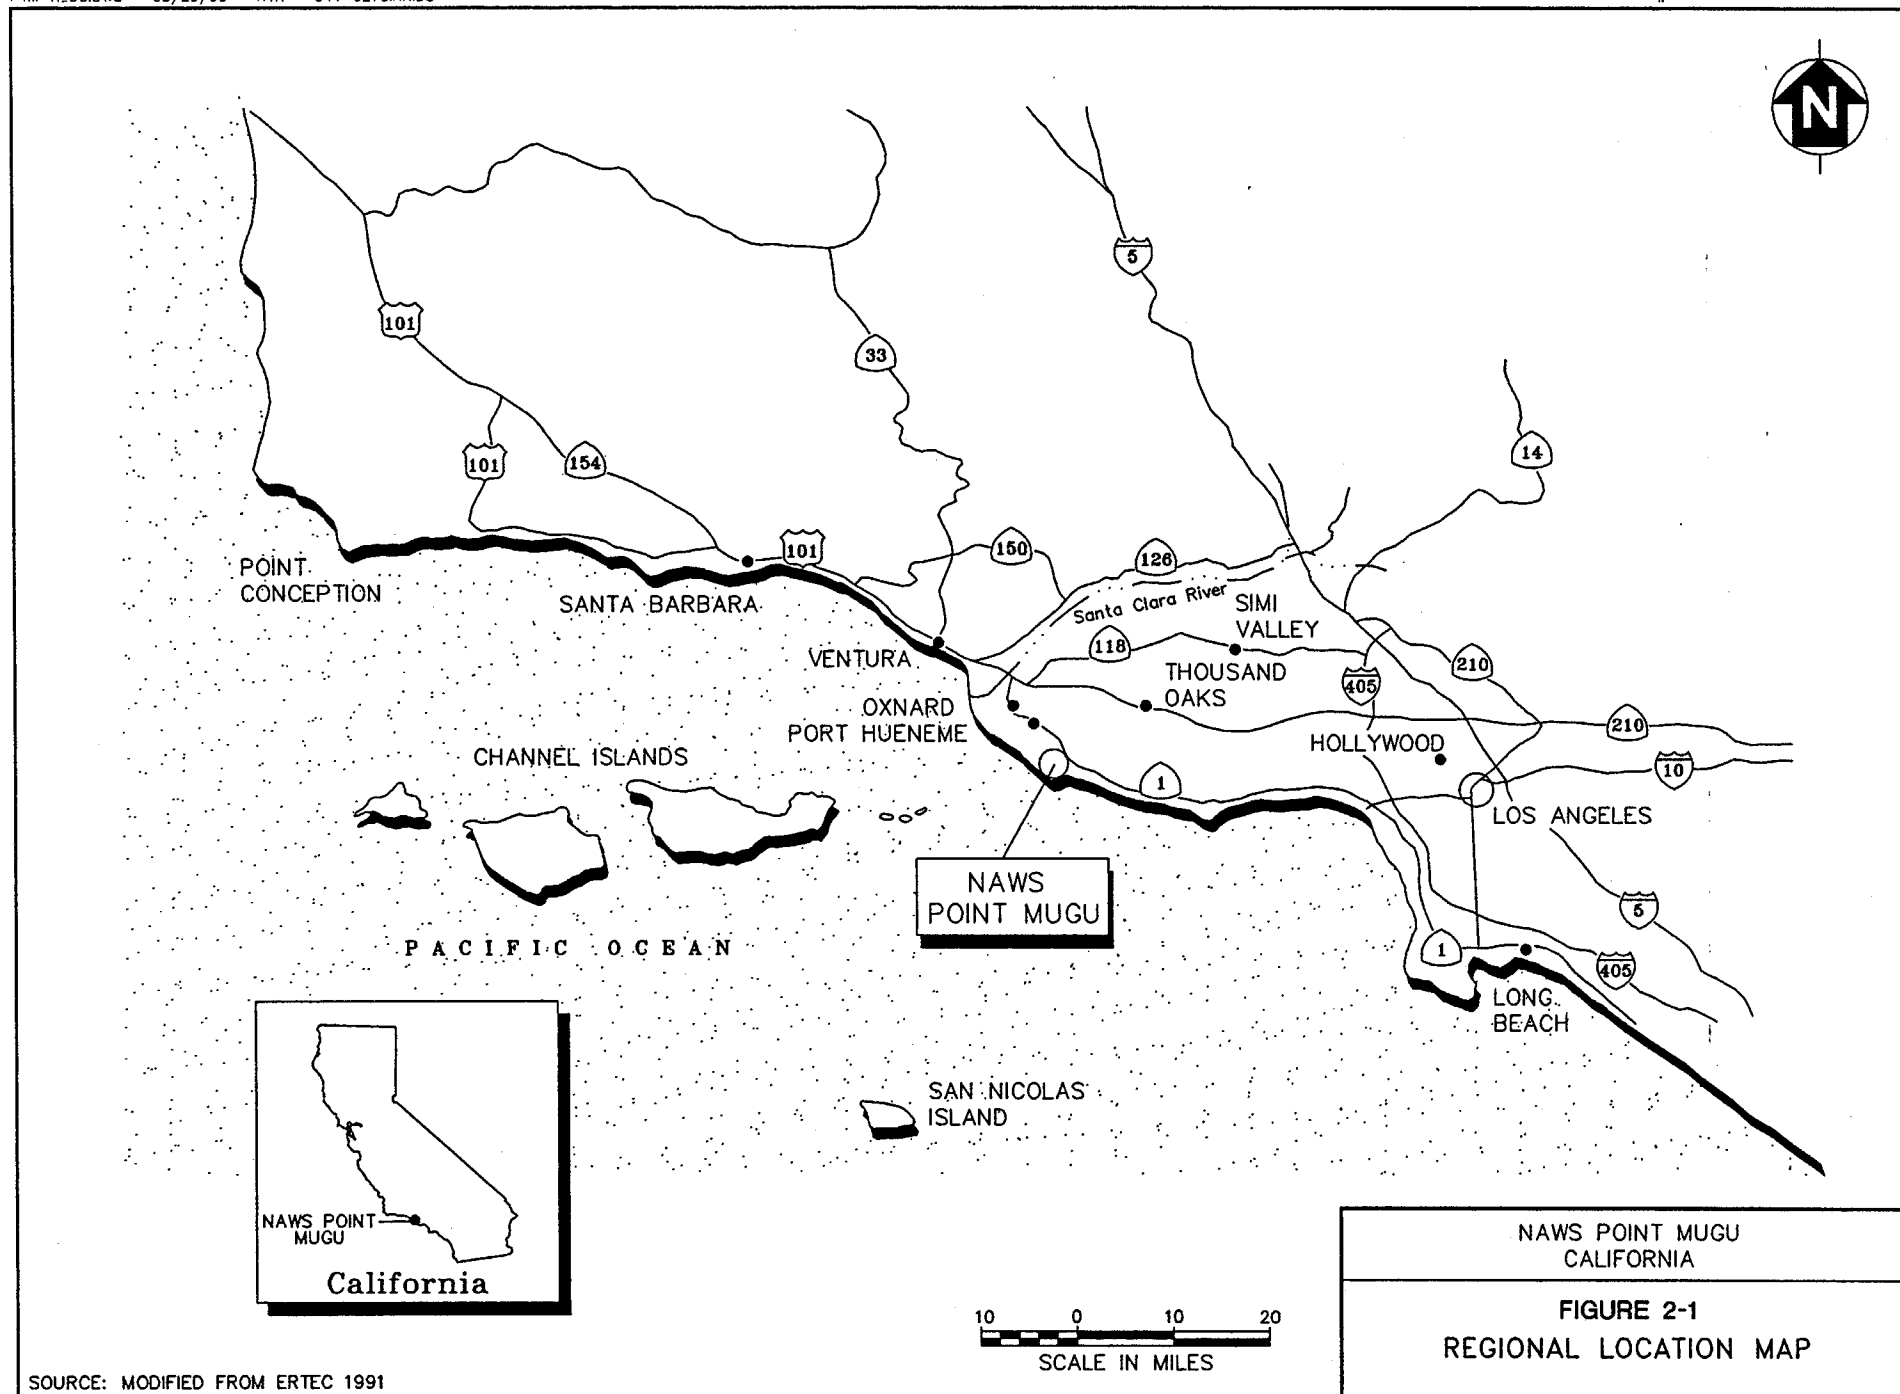 N
5
101
33
14
101
154
101
150
126
Santa Clara River
POINT
CONCEPTION
SANTA BARBARA
SIMI
VALLEY
118
VENTURA
THOUSAND
OAKS
405
210
OXNARD
PORT HUENEME
210
HOLLYWOOD
CHANNEL ISLANDS
1
10
LOS ANGELES
NAWS
POINT MUGU
5
PACIFIC OCEAN
1
405
LONG
BEACH
SAN NICOLAS
ISLAND
NAWS POINT
MUGU
California
10 0 10 20
SCALE IN MILES
NAWS POINT MUGU
CALIFORNIA
FIGURE 2-1
REGIONAL LOCATION MAP
SOURCE: MODIFIED FROM ERTEC 1991